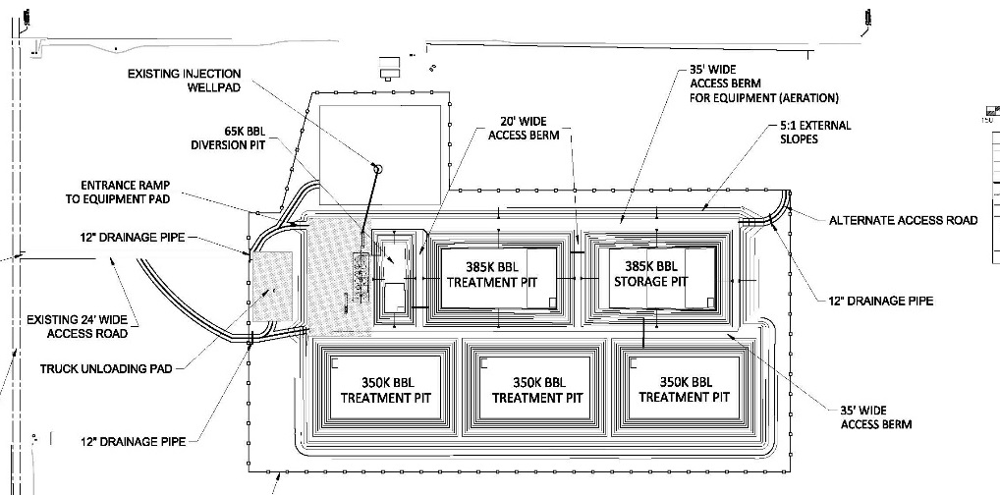 EXISTING INJECTION
WELLPAD
65K BBL
DIVERSION PIT
ENTRANCE RAMP
TO EQUIPMENT PAD
12" DRAINAGE PIPE
EXISTING 24' WIDE
ACCESS ROAD
TRUCK UNLOADING PAD
12" DRAINAGE PIPE
20' WIDE
ACCESS BERM
35' WIDE
ACCESS BERM
FOR EQUIPMENT (AERATION)
5:1 EXTERNAL
SLOPES
ALTERNATE ACCESS ROAD
12" DRAINAGE PIPE
35' WIDE
ACCESS BERM
385K BBL
TREATMENT PIT
385K BBL
STORAGE PIT
350K BBL
TREATMENT PIT
350K BBL
TREATMENT PIT
350K BBL
TREATMENT PIT
150